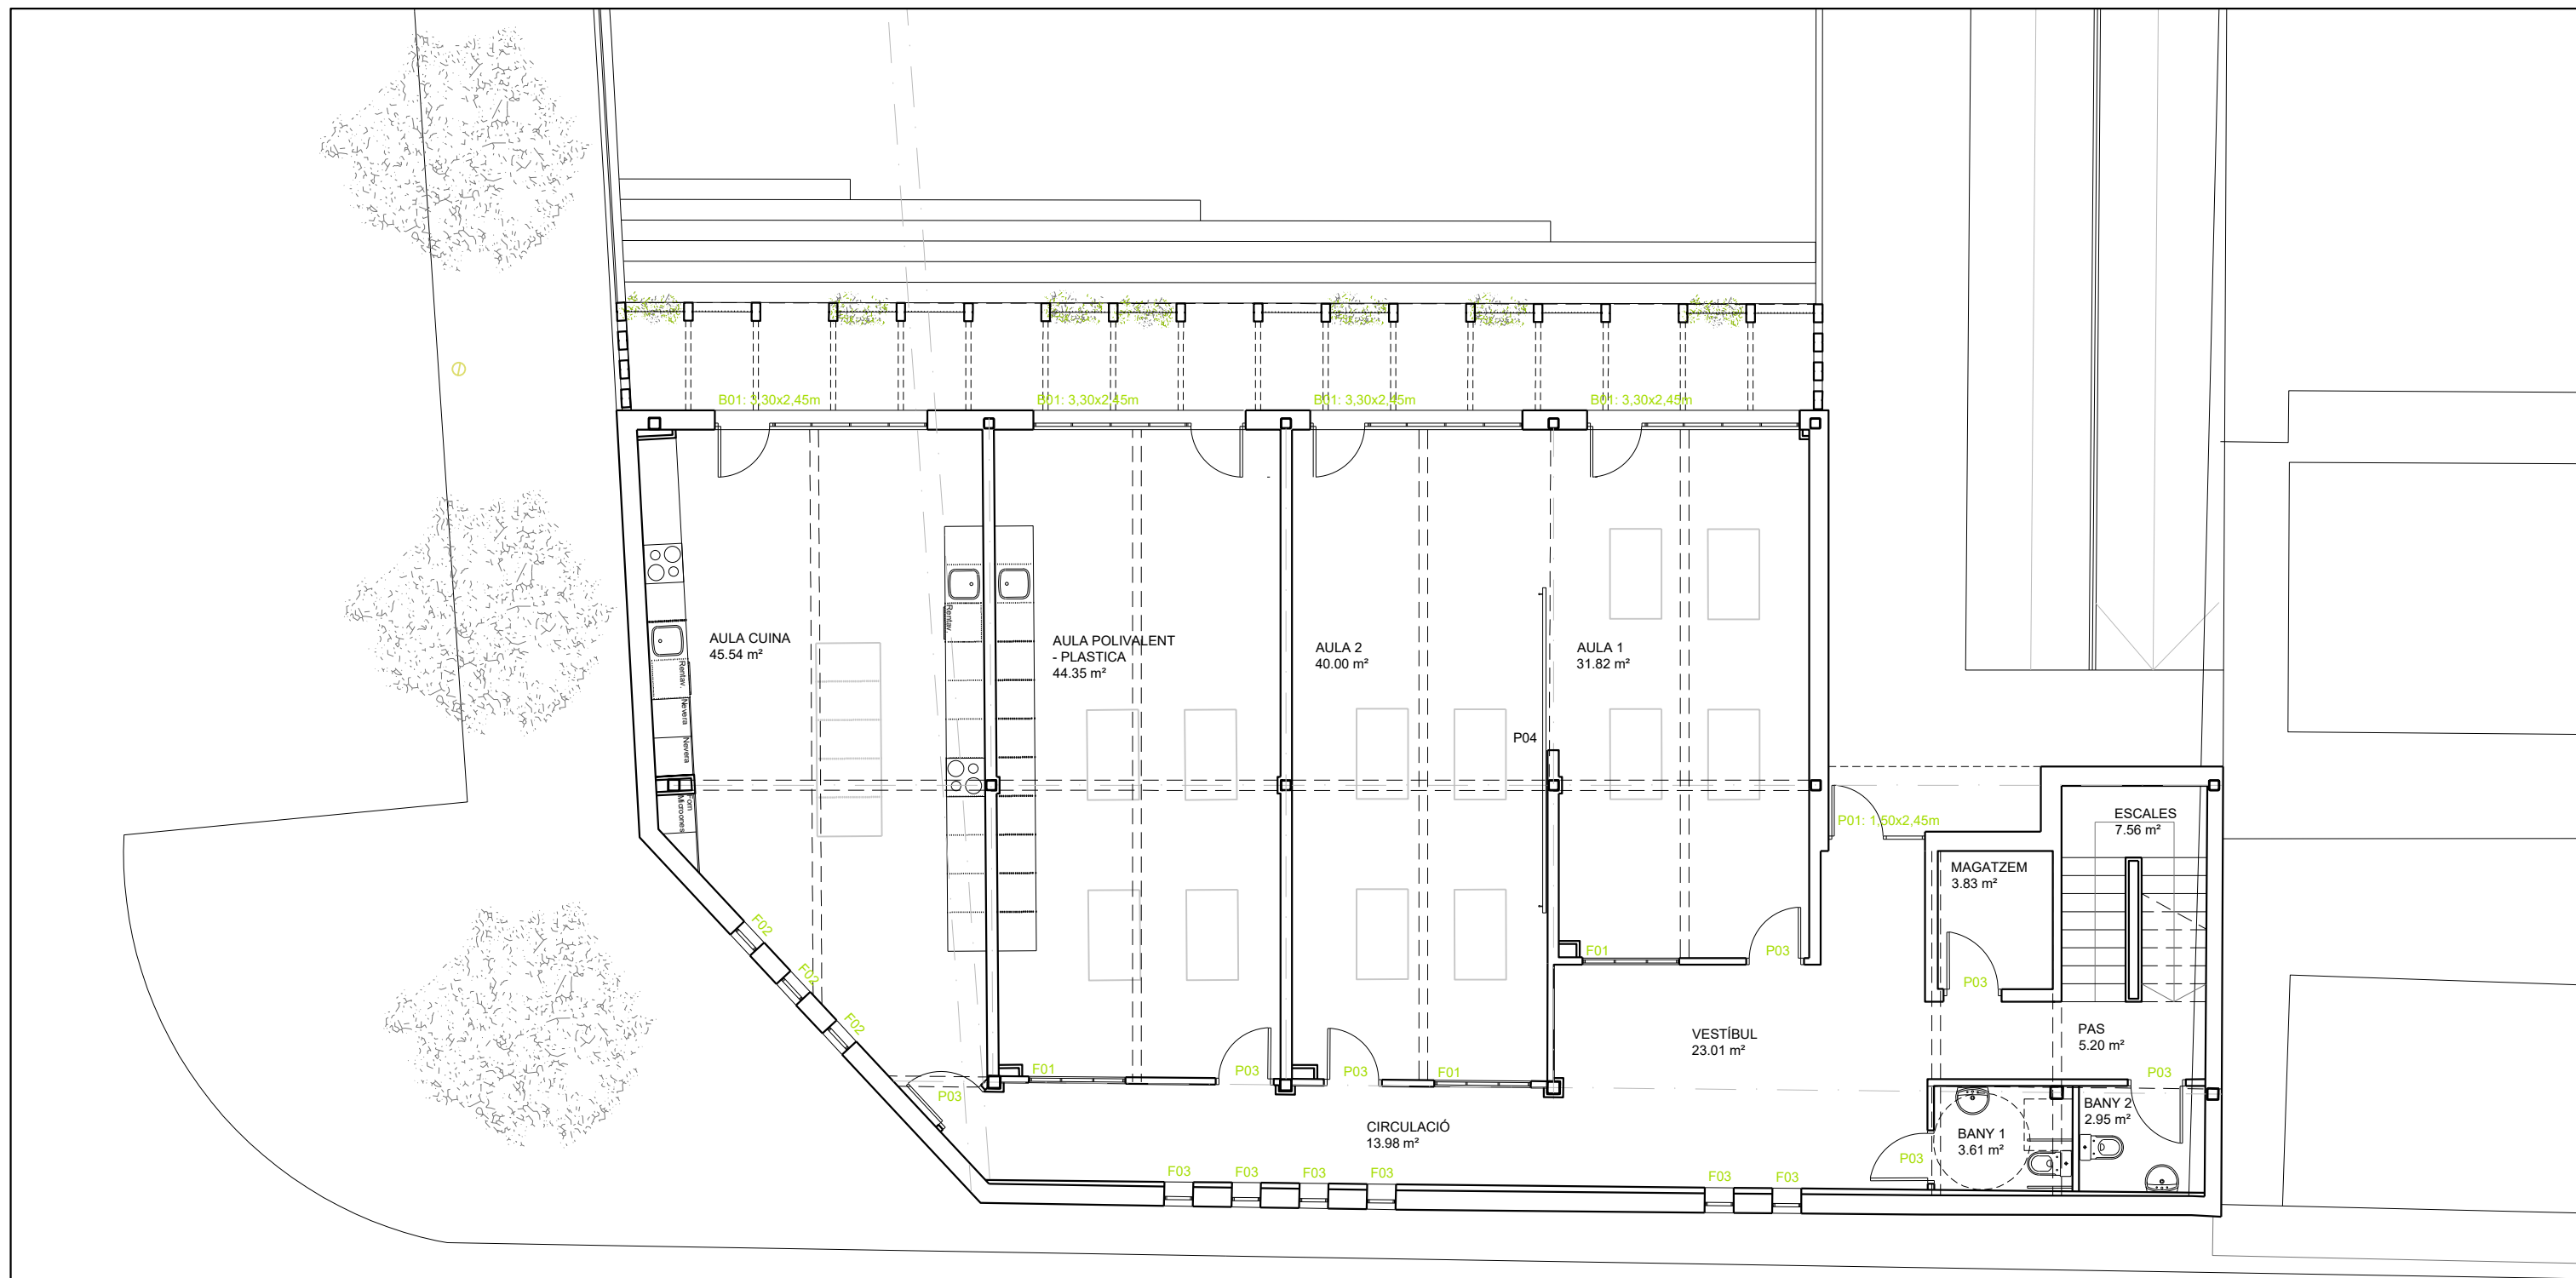 B01: 3,30x2,45m
B01: 3,30x2,45m
B01: 3,30x2,45m
B01: 3,30x2,45m
AULA CUINA
45.54 m²
AULA POLIVALENT
- PLASTICA
44.35 m²
AULA 2
40.00 m²
AULA 1
31.82 m²
Rentav.
Rentav.
Nevera
Nevera
Forn
Microones
P04
P01: 1,50x2,45m
ESCALES
7.56 m²
MAGATZEM
3.83 m²
F02
F02
F02
F01
P03
P03
VESTÍBUL
23.01 m²
PAS
5.20 m²
F01
P03
P03
F01
P03
P03
BANY 2
2.95 m²
CIRCULACIÓ
13.98 m²
BANY 1
3.61 m²
P03
F03
F03
F03
F03
F03
F03